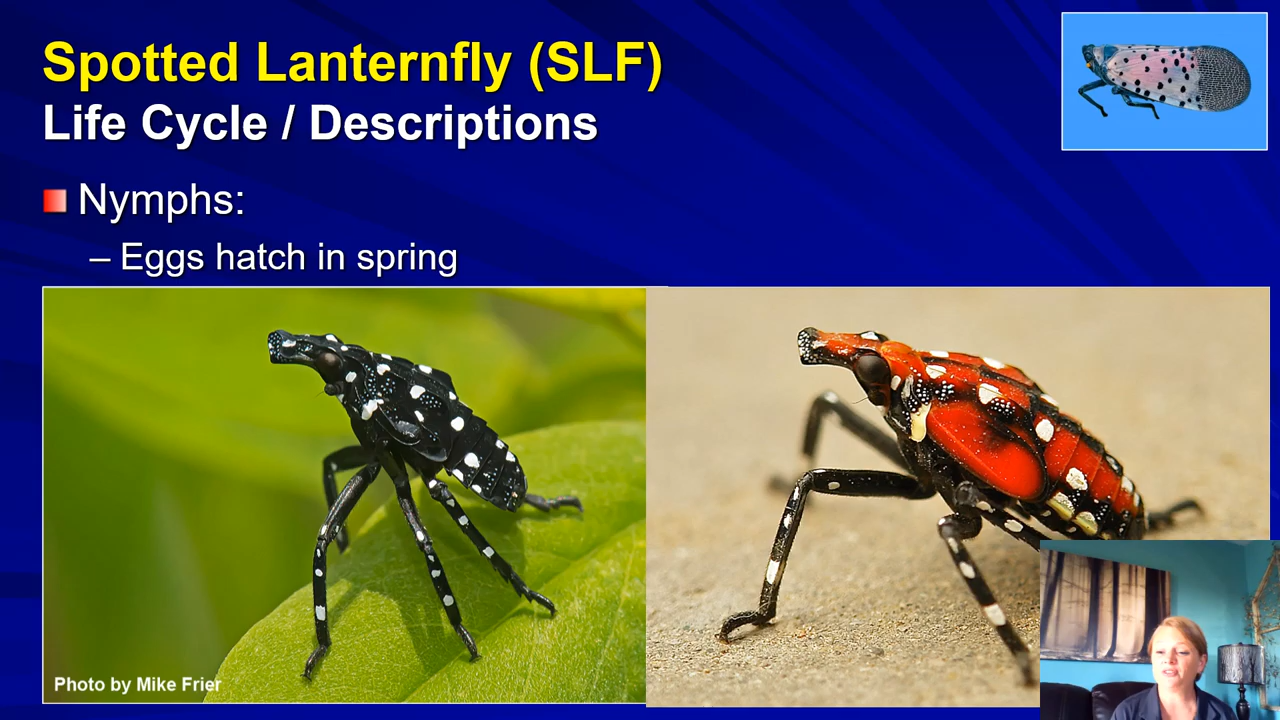 Spotted Lanternfly (SLF)
Life Cycle / Descriptions
Nymphs:
– Eggs hatch in spring
Photo by Mike Frier